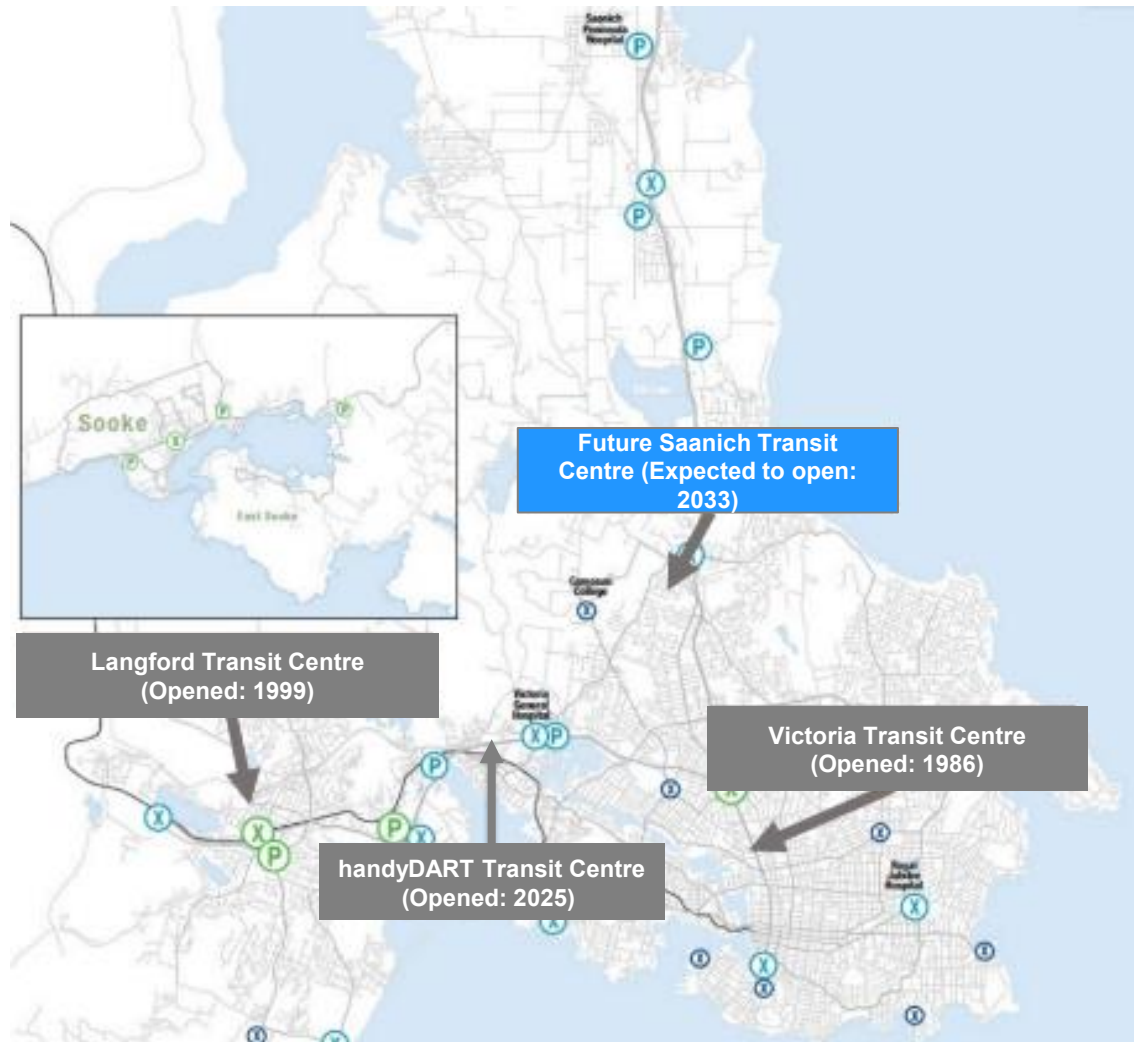 Saanich
Peninsula
Hospital
P
X
P
P
Sooke
P
P
X
P
East Sooke
Future Saanich Transit
Centre (Expected to open:
2033)
Camosun
College
X
Langford Transit Centre
(Opened: 1999)
Victoria
General
Hospital
X P
P
Victoria Transit Centre
(Opened: 1986)
X
X
X
X
P
X
X
P
handyDART Transit Centre
(Opened: 2025)
Royal
Jubilee
Hospital
X
X
X
X
X
X
X
X
X